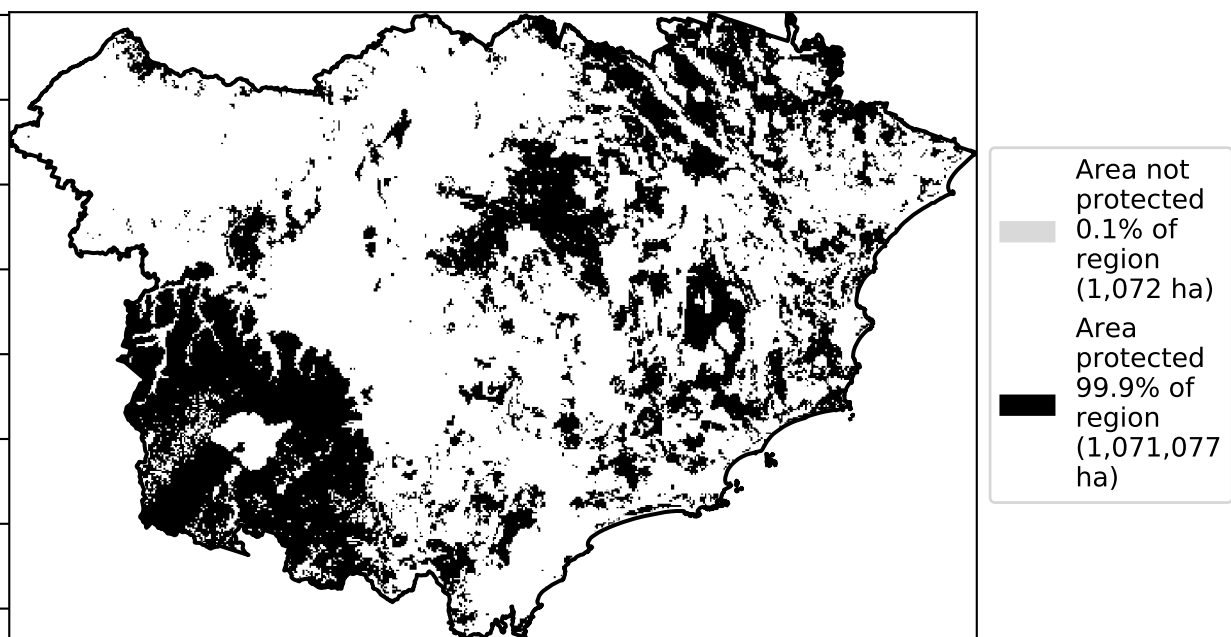 Area not
protected
0.1% of
region
(1,072 ha)
Area
protected
99.9% of
region
(1,071,077
ha)